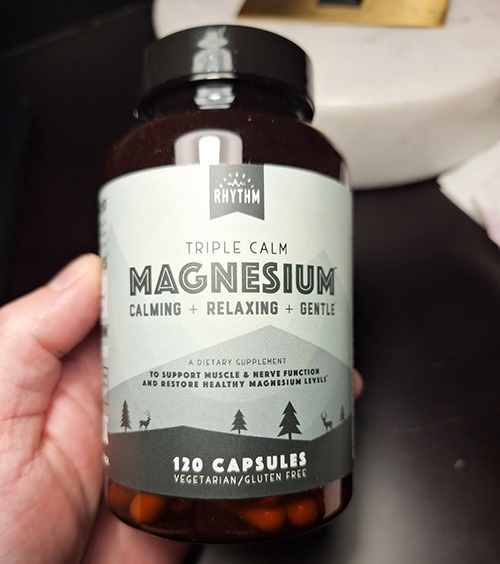 RHYTHM
TRIPLE CALM
MAGNESIUM™
CALMING + RELAXING + GENTLE
A DIETARY SUPPLEMENT
TO SUPPORT MUSCLE & NERVE FUNCTION
AND RESTORE HEALTHY MAGNESIUM LEVELS*
120 CAPSULES
VEGETARIAN/GLUTEN FREE